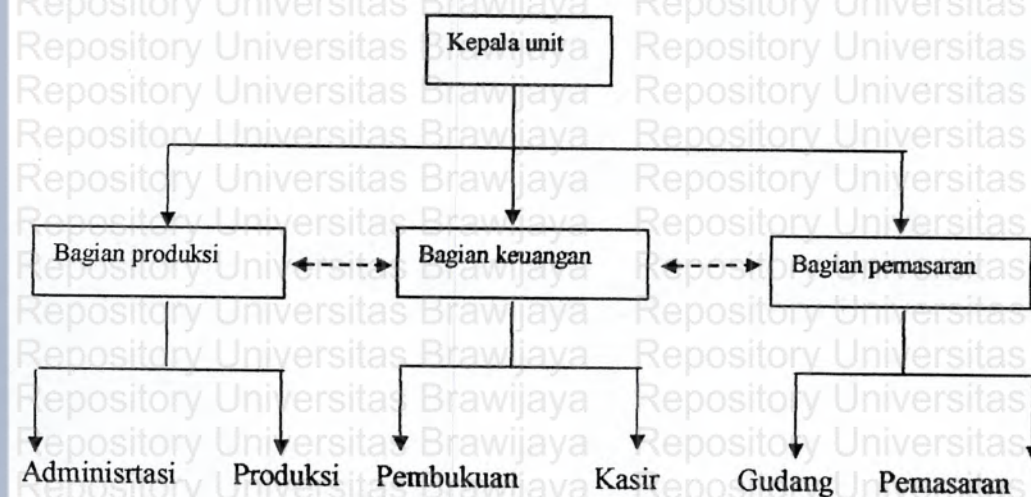 Kepala unit
Bagian produksi
Bagian keuangan
Bagian pemasaran
Adminisrtasi
Produksi
Pembukuan
Kasir
Gudang
Pemasaran
Repository Universitas Brawijaya